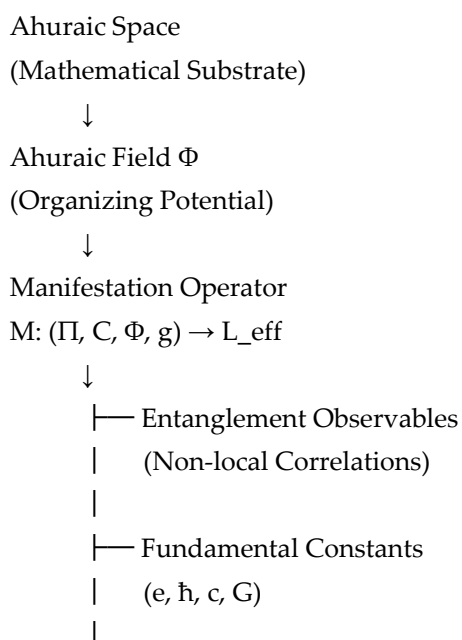 Ahuraic Space
(Mathematical Substrate)
↓
Ahuraic Field Φ
(Organizing Potential)
↓
Manifestation Operator
M: (Π, C, Φ, g) → L_eff
↓
├── Entanglement Observables
│ (Non-local Correlations)
│
├── Fundamental Constants
│ (e, ħ, c, G)
│